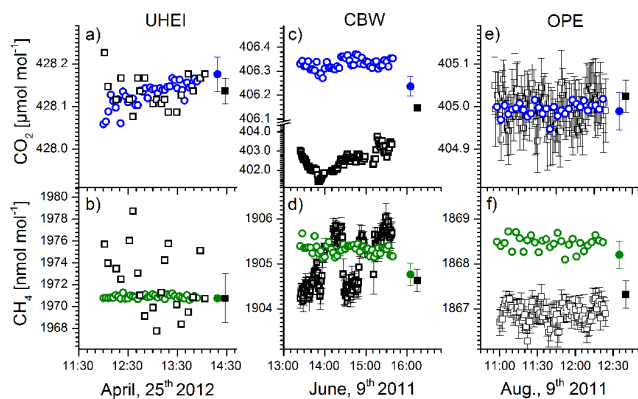 UHEI CBW OPE
a) c) e)
b) d) f)
CO2 [µmol mol-1]
428.2
428.1
428.0
406.4
406.3
406.2
406.1
404.0
402.0
405.1
405.0
404.9
CH4 [nmol mol-1]
1980
1978
1976
1974
1972
1970
1968
1906
1905
1904
1869
1868
1867
11:30 12:30 13:30 14:30
13:00 14:00 15:00 16:00
11:00 11:30 12:00 12:30
April, 25th 2012 June, 9th 2011 Aug., 9th 2011